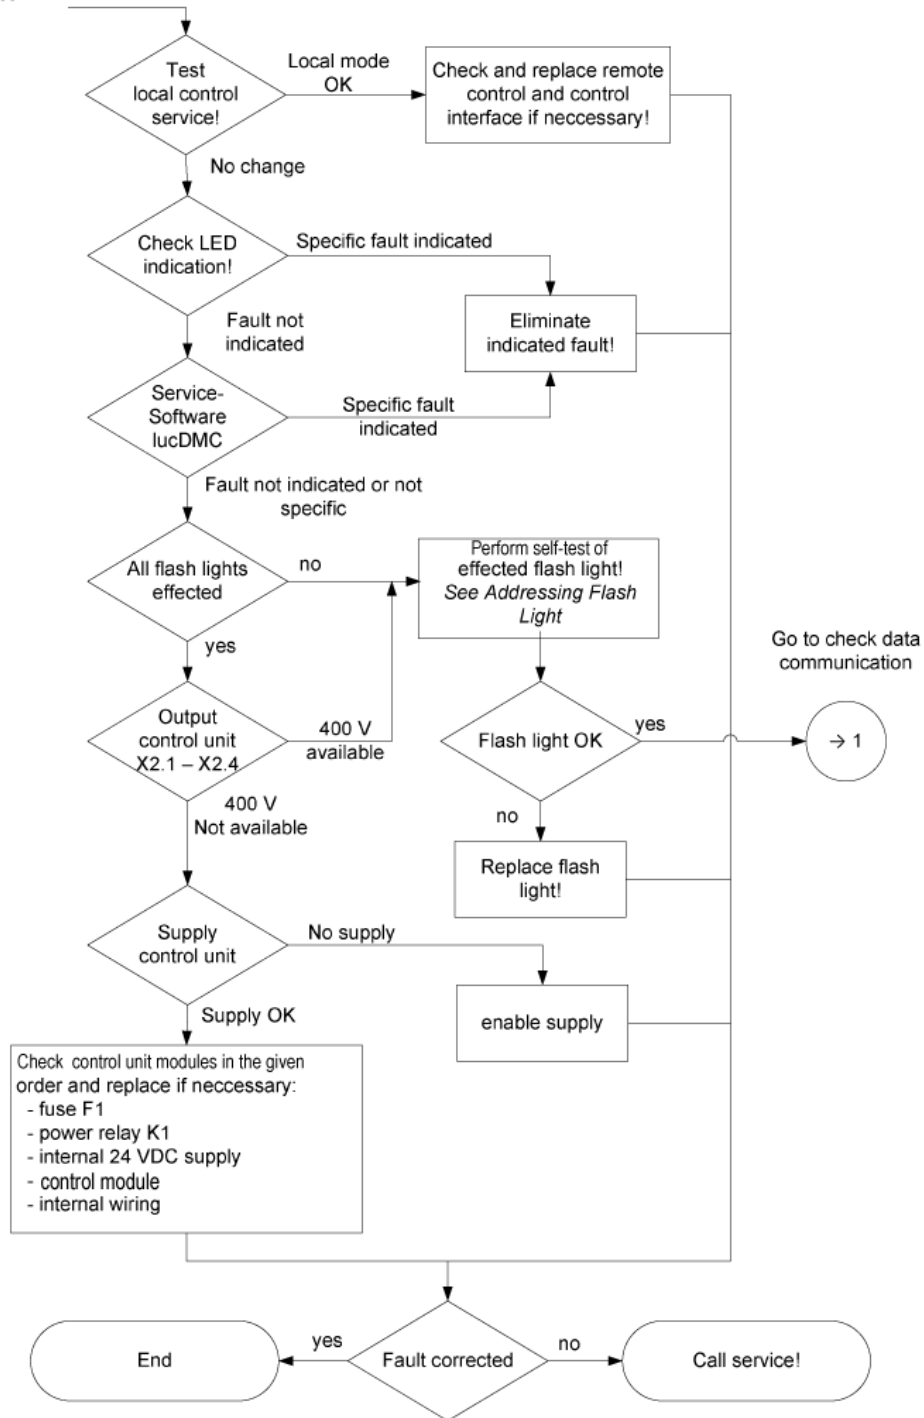 Test
local control
service!
Local mode
OK
Check and replace remote
control and control
interface if neccessary!
No change
Check LED
indication!
Specific fault indicated
Eliminate
indicated fault!
Fault not
indicated
Service-
Software
lucDMC
Specific fault
indicated
Fault not indicated or not
specific
All flash lights
effected
no
Perform self-test of
effected flash light!
See Addressing Flash
Light
yes
Go to check data
communication
Output
control unit
X2.1 – X2.4
400 V
available
Flash light OK
yes
→ 1
400 V
Not available
no
Replace flash
light!
Supply
control unit
No supply
enable supply
Supply OK
Check control unit modules in the given
order and replace if neccessary:
- fuse F1
- power relay K1
- internal 24 VDC supply
- control module
- internal wiring
End
yes
Fault corrected
no
Call service!